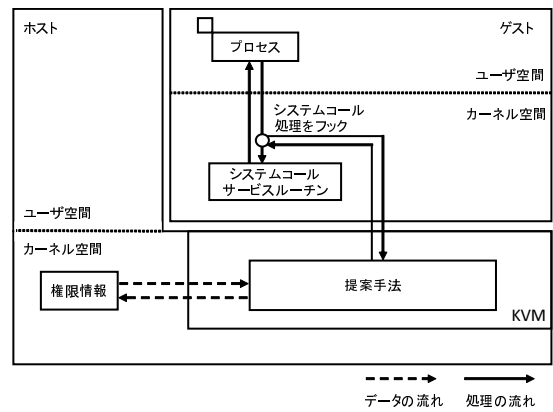 ホスト
ゲスト
プロセス
ユーザ空間
カーネル空間
システムコール
処理をフック
システムコール
サービスルーチン
ユーザ空間
カーネル空間
権限情報
提案手法
KVM
データの流れ
処理の流れ